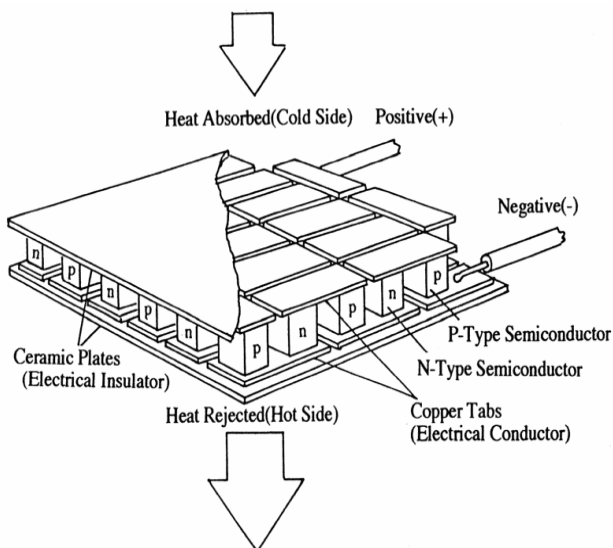 Heat Absorbed(Cold Side)
Positive(+)
Negative(-)
n
p
n
p
n
p
n
p
n
p
P-Type Semiconductor
N-Type Semiconductor
Ceramic Plates
(Electrical Insulator)
Heat Rejected(Hot Side)
Copper Tabs
(Electrical Conductor)